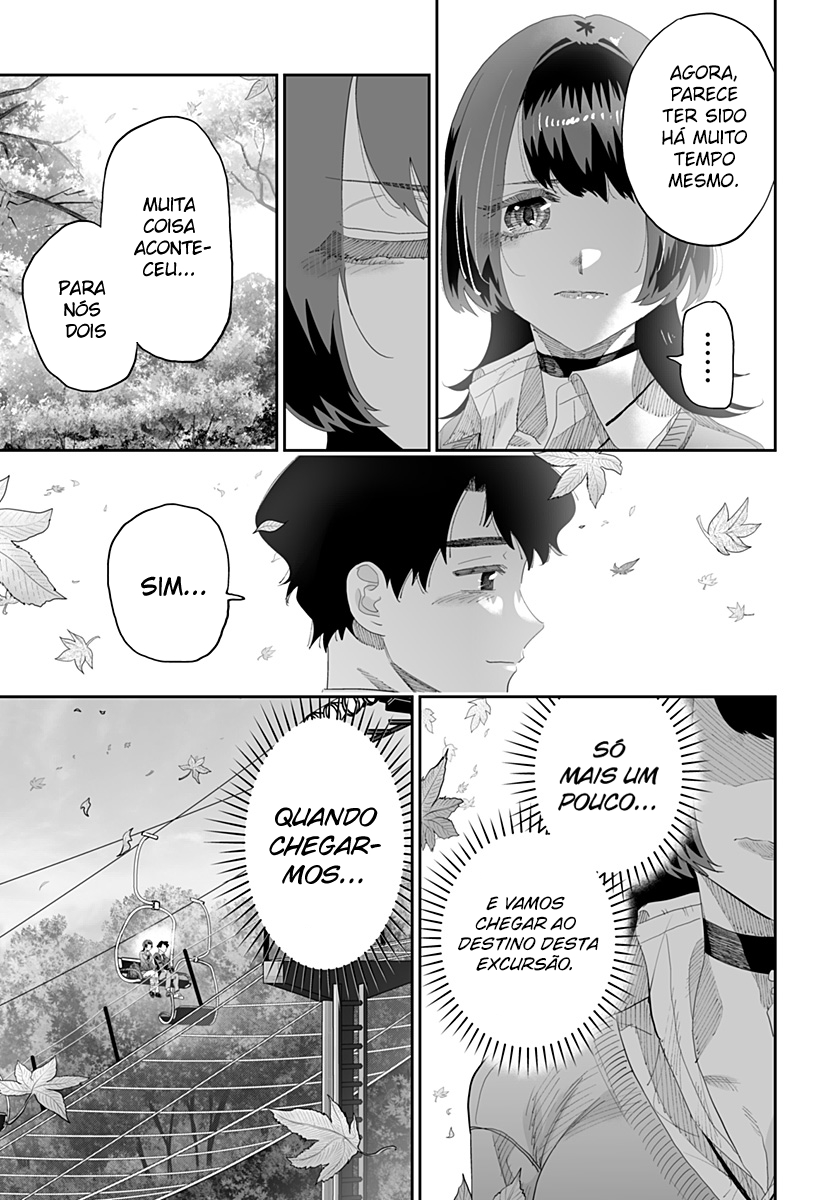 AGORA,
PARECE
TER SIDO
HÁ MUITO
TEMPO
MESMO.
......
MUITA
COISA
ACONTE-
CEU...
PARA
NÓS
DOIS
SIM...
SÓ
MAIS UM
POUCO...
E VAMOS
CHEGAR AO
DESTINO DESTA
EXCURSÃO.
QUANDO
CHEGAR-
MOS...